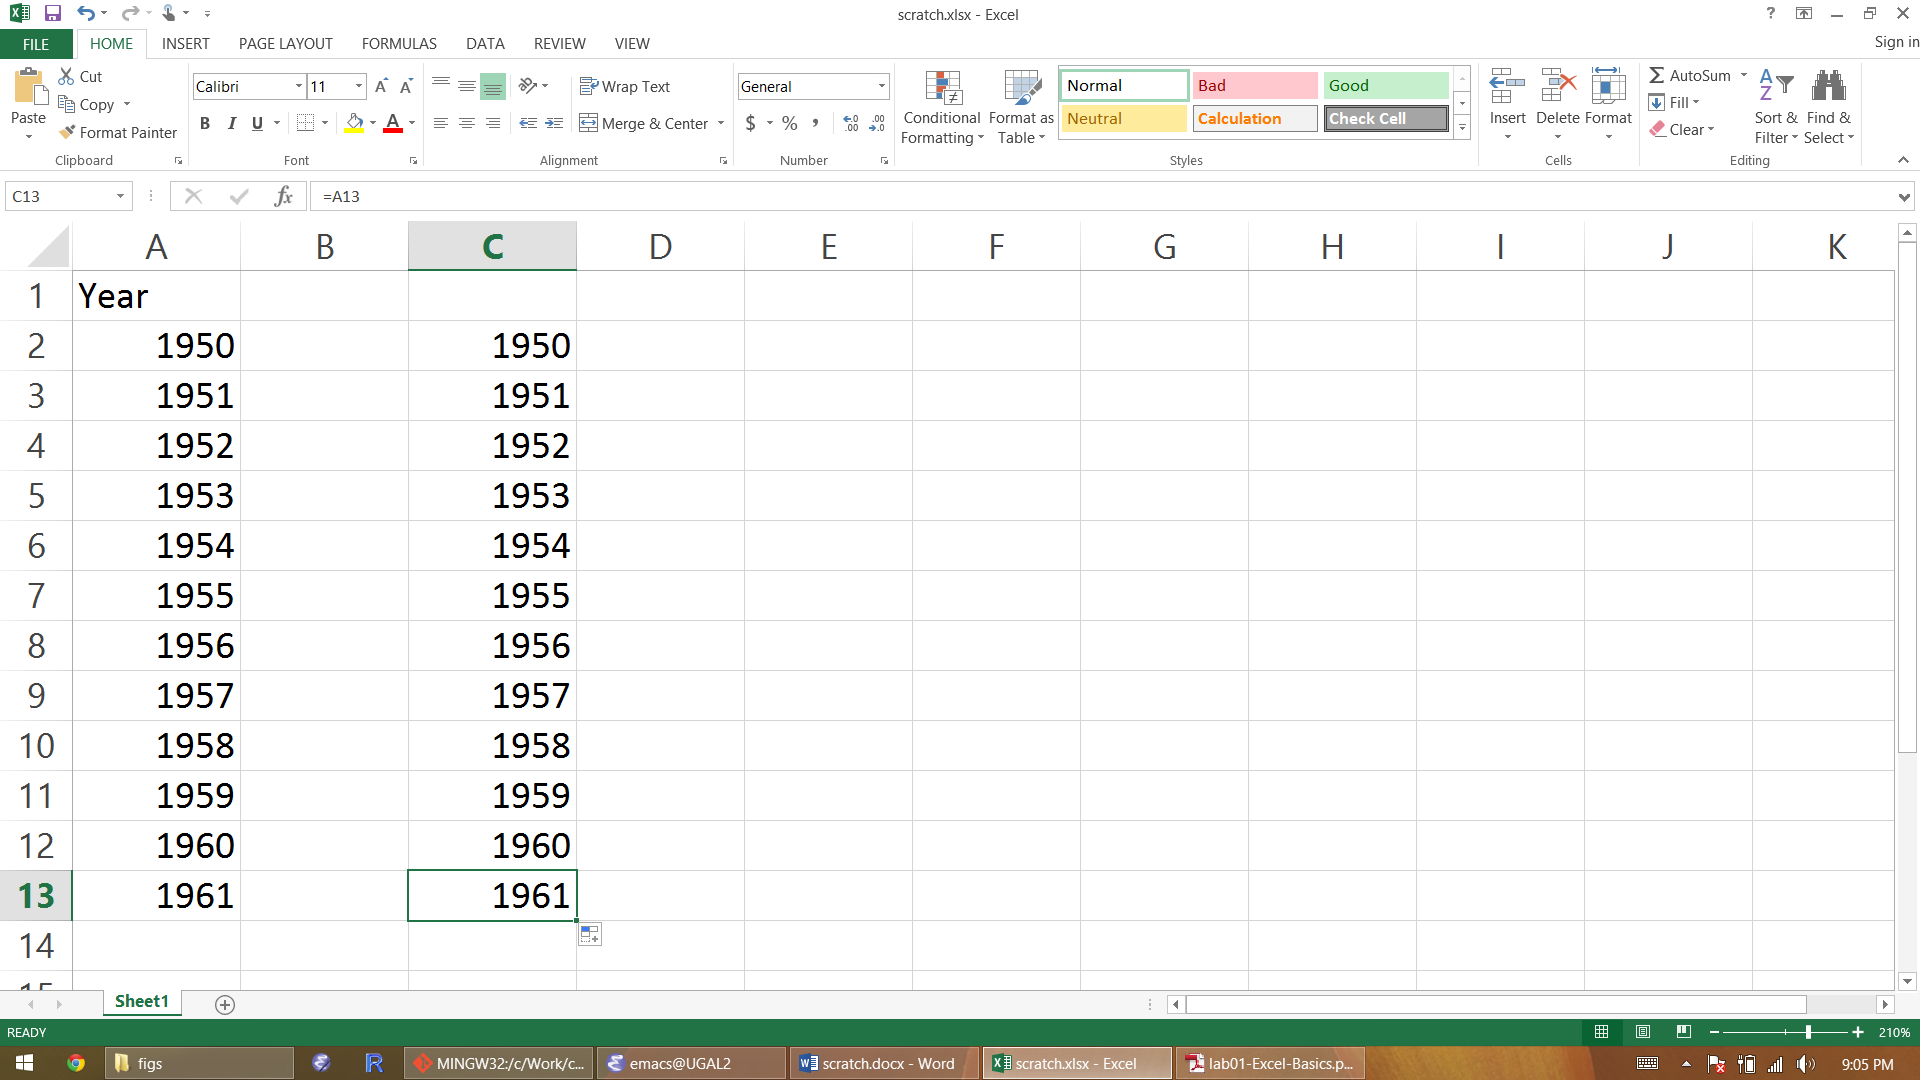 scratch.xlsx - Excel
?
FILE HOME INSERT PAGE LAYOUT FORMULAS DATA REVIEW VIEW Sign in
Paste
Cut
Copy
Format Painter
Clipboard
Calibri 11 A A
B I U A
Font
Wrap Text
Merge & Center
Alignment
General
$ % , .00 .00
Number
Conditional Formatting
Format as Table
Normal Bad Good
Neutral Calculation Check Cell
Styles
Insert Delete Format
Cells
AutoSum
Fill
Clear
Sort & Filter
Find & Select
Editing
C13 fx =A13
A B C D E F G H I J K
1 Year
2 1950 1950
3 1951 1951
4 1952 1952
5 1953 1953
6 1954 1954
7 1955 1955
8 1956 1956
9 1957 1957
10 1958 1958
11 1959 1959
12 1960 1960
13 1961 1961
14
15
Sheet1
READY 210%
figs R MINGW32:/c/Work/c... emacs@UGAL2 scratch.docx - Word scratch.xlsx - Excel lab01-Excel-Basics.p... 9:05 PM